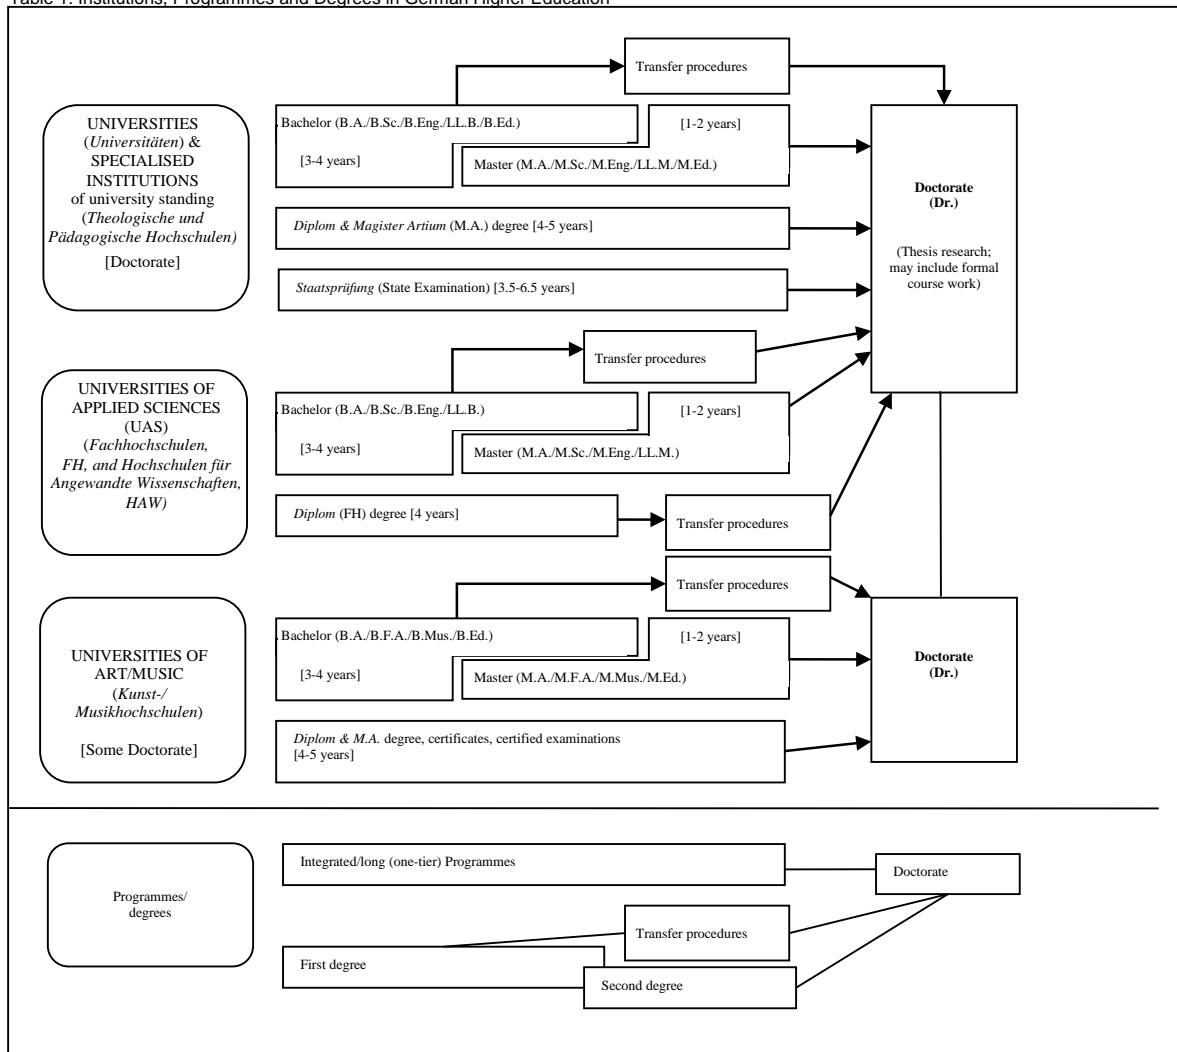 Table 1: Institutions, Programmes and Degrees in German Higher Education
Transfer procedures
UNIVERSITIES
(Universitäten) &
SPECIALISED
INSTITUTIONS
of university standing
(Theologische und
Pädagogische Hochschulen)
[Doctorate]
Bachelor (B.A./B.Sc./B.Eng./LL.B./B.Ed.)
[3-4 years]
[1-2 years]
Master (M.A./M.Sc./M.Eng./LL.M./M.Ed.)
Diplom & Magister Artium (M.A.) degree [4-5 years]
Staatsprüfung (State Examination) [3.5-6.5 years]
Doctorate
(Dr.)
(Thesis research;
may include formal
course work)
Transfer procedures
UNIVERSITIES OF
APPLIED SCIENCES
(UAS)
(Fachhochschulen,
FH, and Hochschulen für
Angewandte Wissenschaften,
HAW)
Bachelor (B.A./B.Sc./B.Eng./LL.B.)
[3-4 years]
[1-2 years]
Master (M.A./M.Sc./M.Eng./LL.M.)
Diplom (FH) degree [4 years]
Transfer procedures
Transfer procedures
UNIVERSITIES OF
ART/MUSIC
(Kunst-/
Musikhochschulen)
[Some Doctorate]
Bachelor (B.A./B.F.A./B.Mus./B.Ed.)
[3-4 years]
[1-2 years]
Master (M.A./M.F.A./M.Mus./M.Ed.)
Diplom & M.A. degree, certificates, certified examinations
[4-5 years]
Doctorate
(Dr.)
Programmes/
degrees
Integrated/long (one-tier) Programmes
Doctorate
Transfer procedures
First degree
Second degree